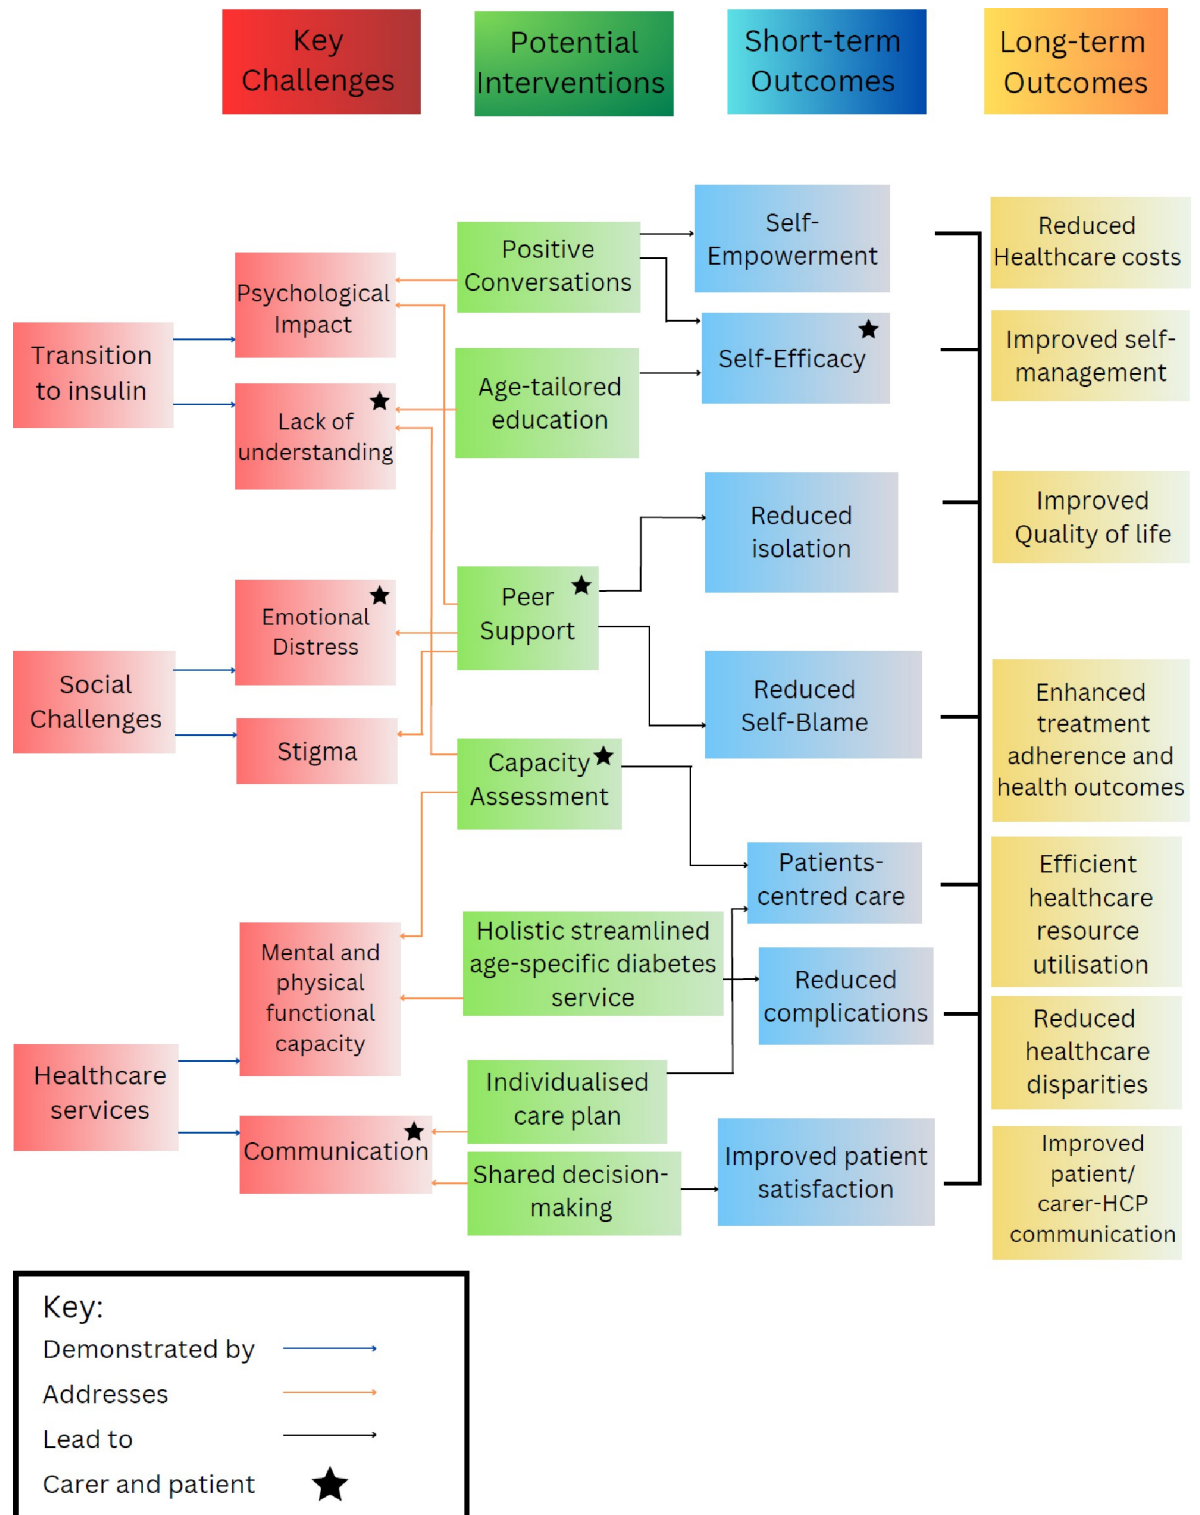 Key
Challenges
Potential
Interventions
Short-term
Outcomes
Long-term
Outcomes
Transition
to insulin
Social
Challenges
Healthcare
services
Psychological
Impact
Lack of
understanding
Emotional
Distress
Stigma
Mental and
physical
functional
capacity
Communication
Positive
Conversations
Age-tailored
education
Peer
Support
Capacity
Assessment
Holistic streamlined
age-specific diabetes
service
Individualised
care plan
Shared decision-
making
Self-
Empowerment
Self-Efficacy
Reduced
isolation
Reduced
Self-Blame
Patients-
centred care
Reduced
complications
Improved patient
satisfaction
Reduced
Healthcare costs
Improved self-
management
Improved
Quality of life
Enhanced
treatment
adherence and
health outcomes
Efficient
healthcare
resource
utilisation
Reduced
healthcare
disparities
Improved
patient/
carer-HCP
communication
Key:
Demonstrated by
Addresses
Lead to
Carer and patient